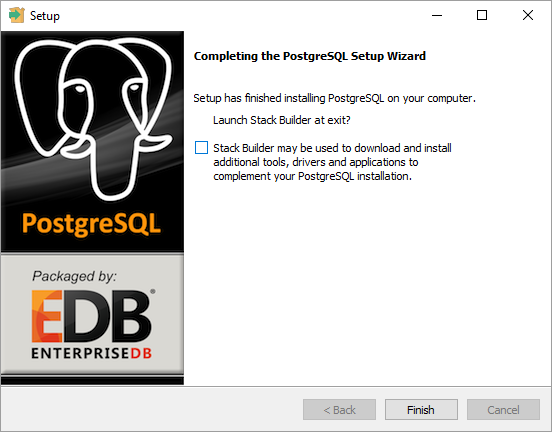 Setup
Completing the PostgreSQL Setup Wizard
Setup has finished installing PostgreSQL on your computer.
Launch Stack Builder at exit?
Stack Builder may be used to download and install
additional tools, drivers and applications to
complement your PostgreSQL installation.
PostgreSQL
Packaged by:
EDB®
ENTERPRISEDB
< Back
Finish
Cancel